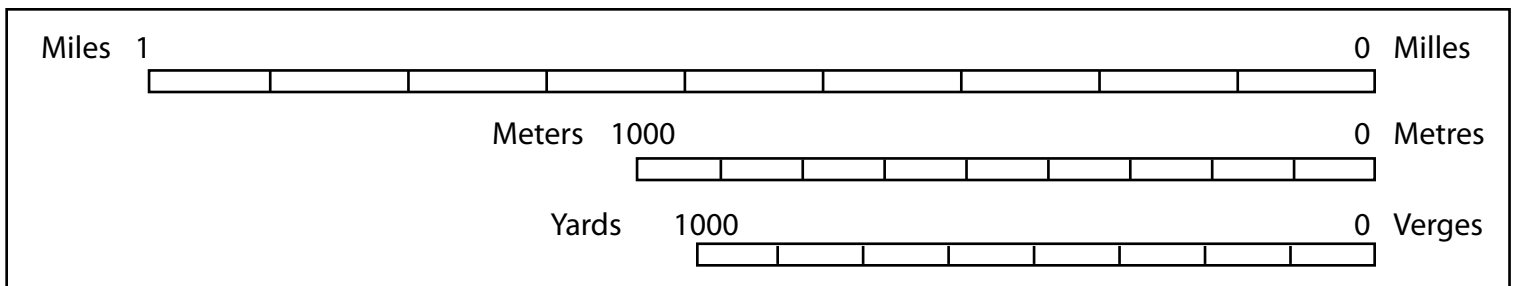 Miles 1 0 Milles
Meters 1000 0 Metres
Yards 1000 0 Verges